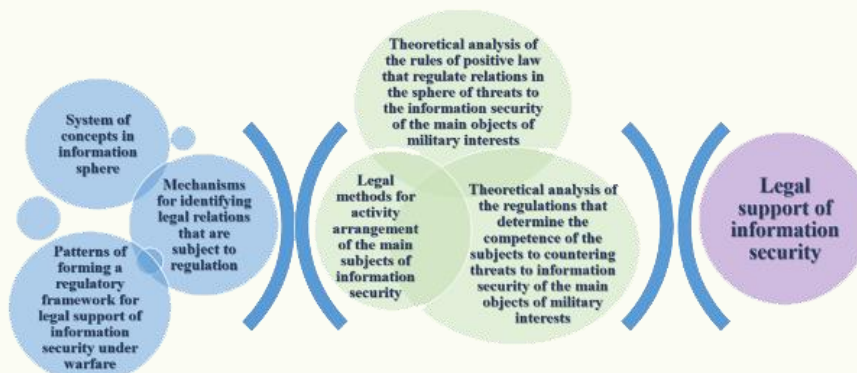 System of
concepts in
information
sphere
Mechanisms
for identifying
legal relations
that are
subject to
regulation
Patterns of
forming a
regulatory
framework for
legal support of
information
security under
warfare
Theoretical analysis of
the rules of positive law
that regulate relations in
the sphere of threats to
the information security
of the main objects of
military interests
Legal
methods for
activity
arrangement
of the main
subjects of
information
security
Theoretical analysis of
the regulations that
determine the
competence of the
subjects to countering
threats to information
security of the main
objects of military
interests
Legal
support of
information
security